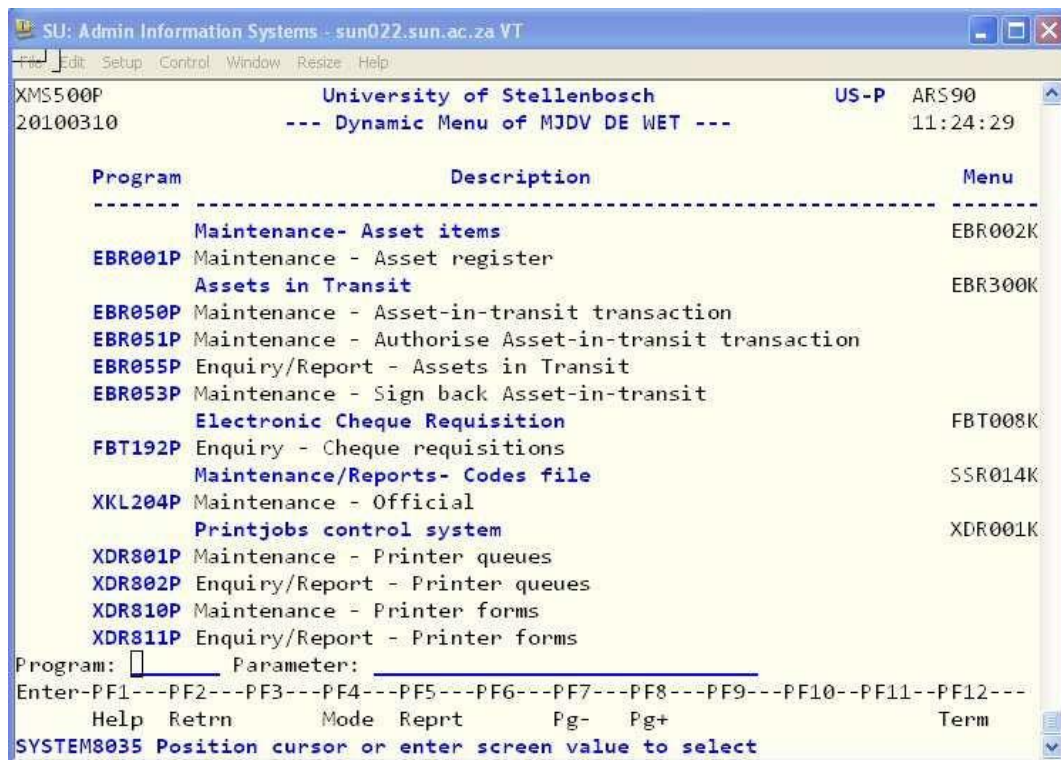 SU: Admin Information Systems - sun022.sun.ac.za VT
File Edit Setup Control Window Resize Help
XMS500P University of Stellenbosch US-P ARS90
20100310 --- Dynamic Menu of MJDV DE WET --- 11:24:29
Program Description Menu
------- ---------------------------------------------------------- -------
Maintenance- Asset items EBR002K
EBR001P Maintenance - Asset register
Assets in Transit EBR300K
EBR050P Maintenance - Asset-in-transit transaction
EBR051P Maintenance - Authorise Asset-in-transit transaction
EBR055P Enquiry/Report - Assets in Transit
EBR053P Maintenance - Sign back Asset-in-transit
Electronic Cheque Requisition FBT008K
FBT192P Enquiry - Cheque requisitions
Maintenance/Reports- Codes file SSR014K
XKL204P Maintenance - Official
Printjobs control system XDR001K
XDR801P Maintenance - Printer queues
XDR802P Enquiry/Report - Printer queues
XDR810P Maintenance - Printer forms
XDR811P Enquiry/Report - Printer forms
Program: _______ Parameter: ______________________________
Enter-PF1---PF2---PF3---PF4---PF5---PF6---PF7---PF8---PF9---PF10--PF11--PF12---
Help Retrn Mode Reprt Pg- Pg+ Term
SYSTEM8035 Position cursor or enter screen value to select